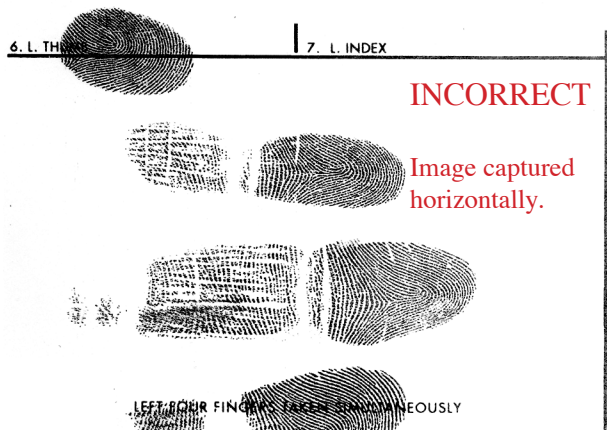 6. L. THUMB
7. L. INDEX
INCORRECT
Image captured
horizontally.
LEFT FOUR FINGERS TAKEN SIMULTANEOUSLY